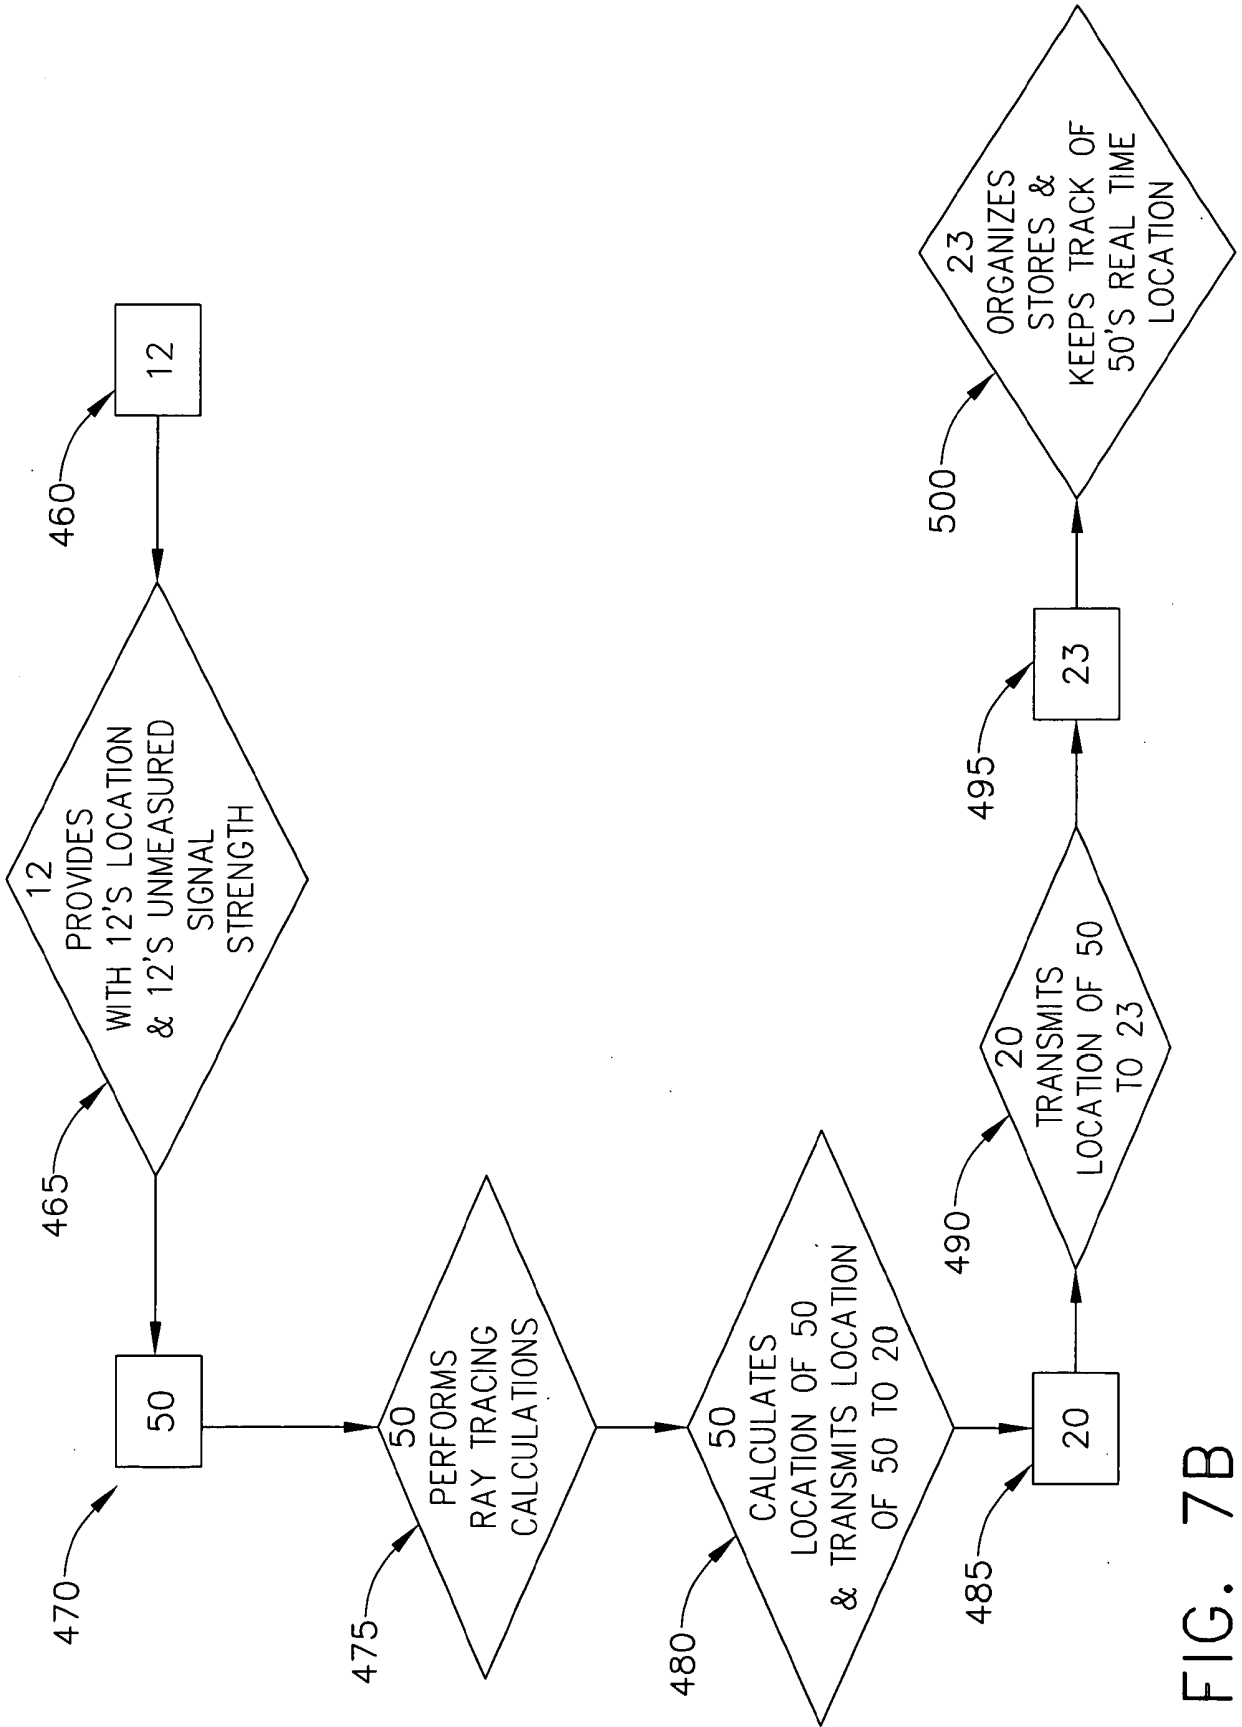 460
12
465
12
PROVIDES
WITH 12'S LOCATION
& 12'S UNMEASURED
SIGNAL
STRENGTH
470
50
475
50
PERFORMS
RAY TRACING
CALCULATIONS
480
50
CALCULATES
LOCATION OF 50
& TRANSMITS LOCATION
OF 50 TO 20
485
20
490
20
TRANSMITS
LOCATION OF 50
TO 23
495
23
500
23
ORGANIZES
STORES &
KEEPS TRACK OF
50'S REAL TIME
LOCATION
FIG. 7B